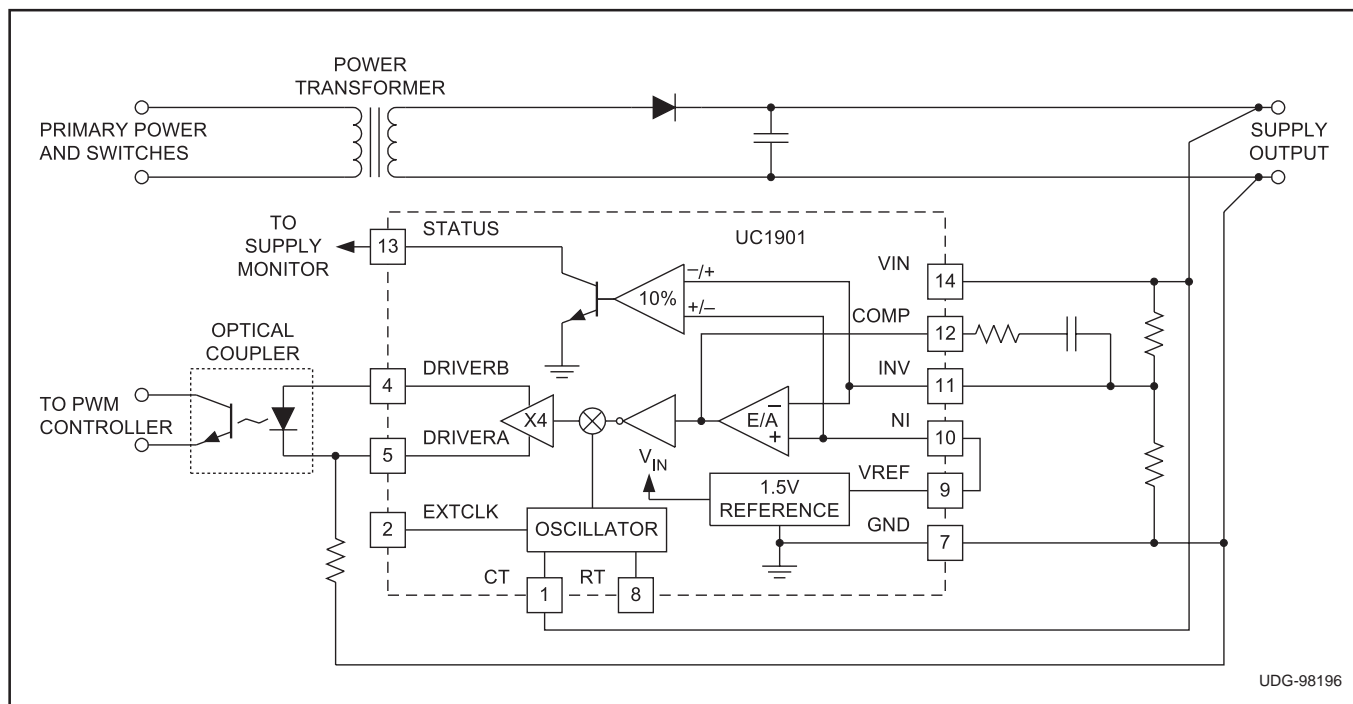 POWER
TRANSFORMER
PRIMARY POWER
AND SWITCHES
SUPPLY
OUTPUT
TO
SUPPLY
MONITOR
13
STATUS
UC1901
VIN
14
–/+
10%
+/–
COMP
12
OPTICAL
COUPLER
DRIVERB
4
INV
11
TO PWM
CONTROLLER
X4
E/A
–
+
NI
10
DRIVERA
5
VIN
1.5V
REFERENCE
VREF
9
EXTCLK
2
OSCILLATOR
GND
7
CT
1
RT
8
UDG-98196